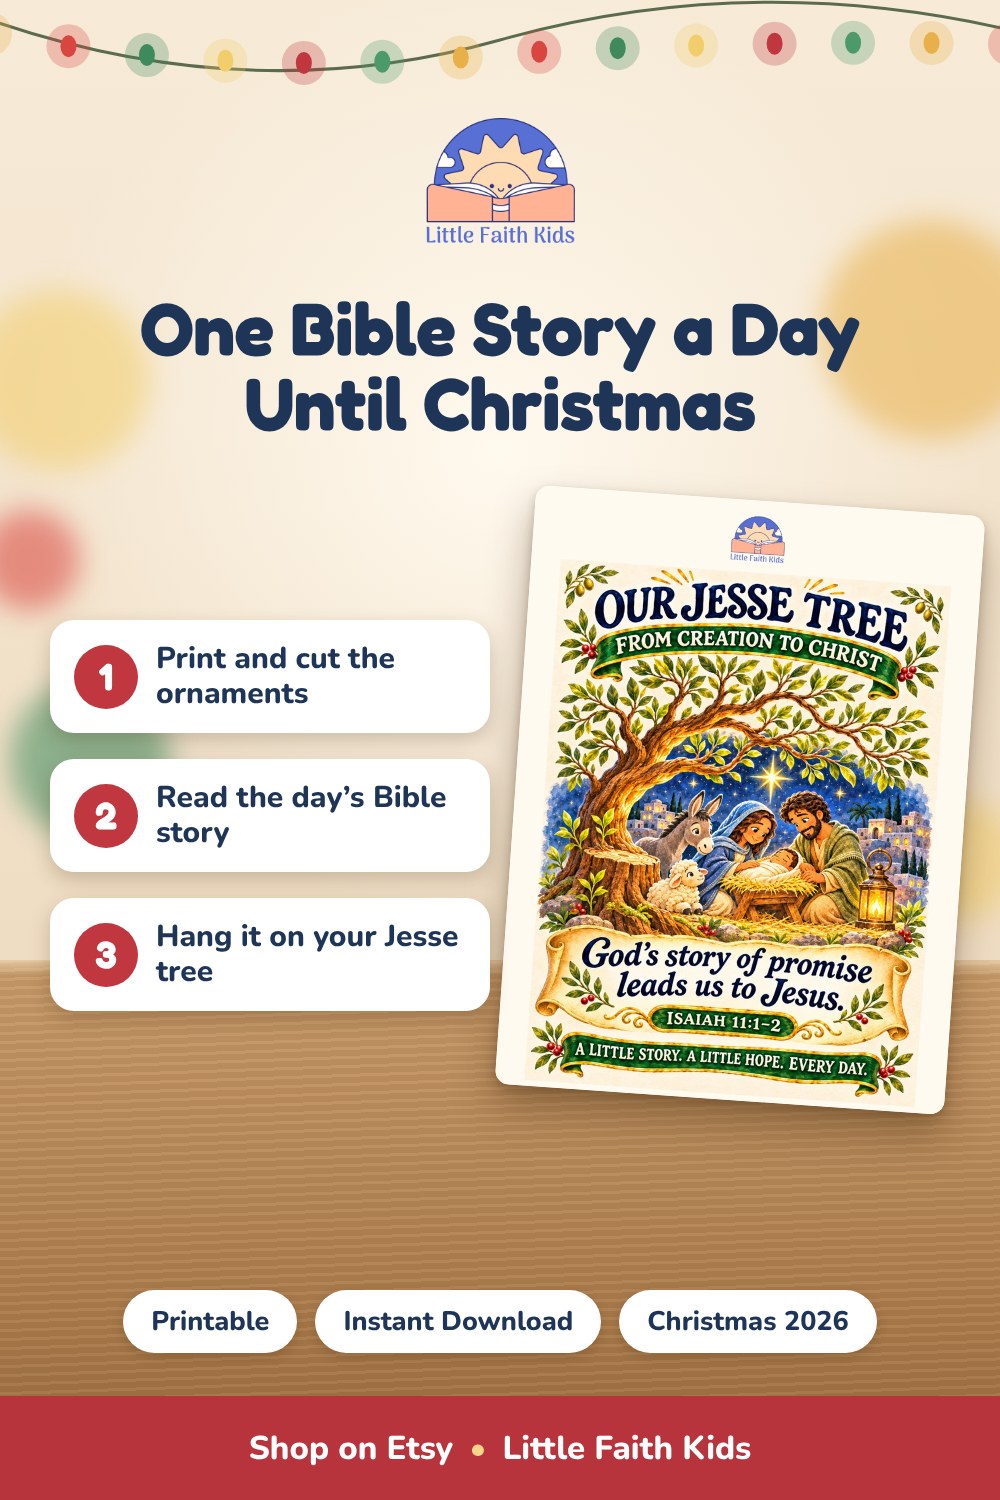 Little Faith Kids
One Bible Story a Day
Until Christmas
1
Print and cut the
ornaments
2
Read the day’s Bible
story
3
Hang it on your Jesse
tree
Little Faith Kids
OUR JESSE TREE
FROM CREATION TO CHRIST
God’s story of promise
leads us to Jesus.
ISAIAH 11:1–2
A LITTLE STORY. A LITTLE HOPE. EVERY DAY.
Printable
Instant Download
Christmas 2026
Shop on Etsy • Little Faith Kids